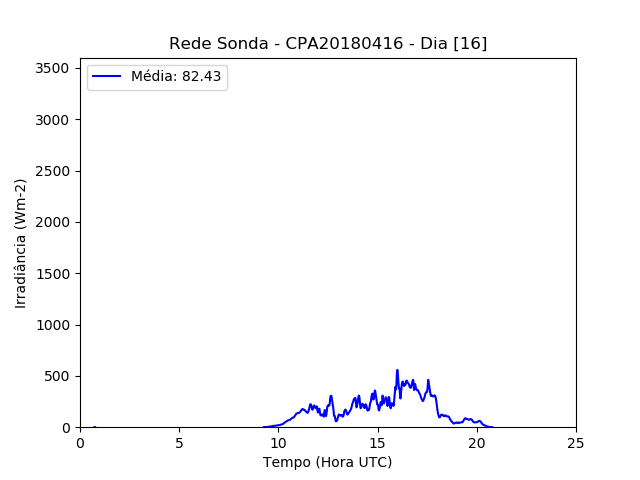 Rede Sonda - CPA20180416 - Dia [16]
Média: 82.43
Irradiância (Wm-2)
3500
3000
2500
2000
1500
1000
500
0
0 5 10 15 20 25
Tempo (Hora UTC)